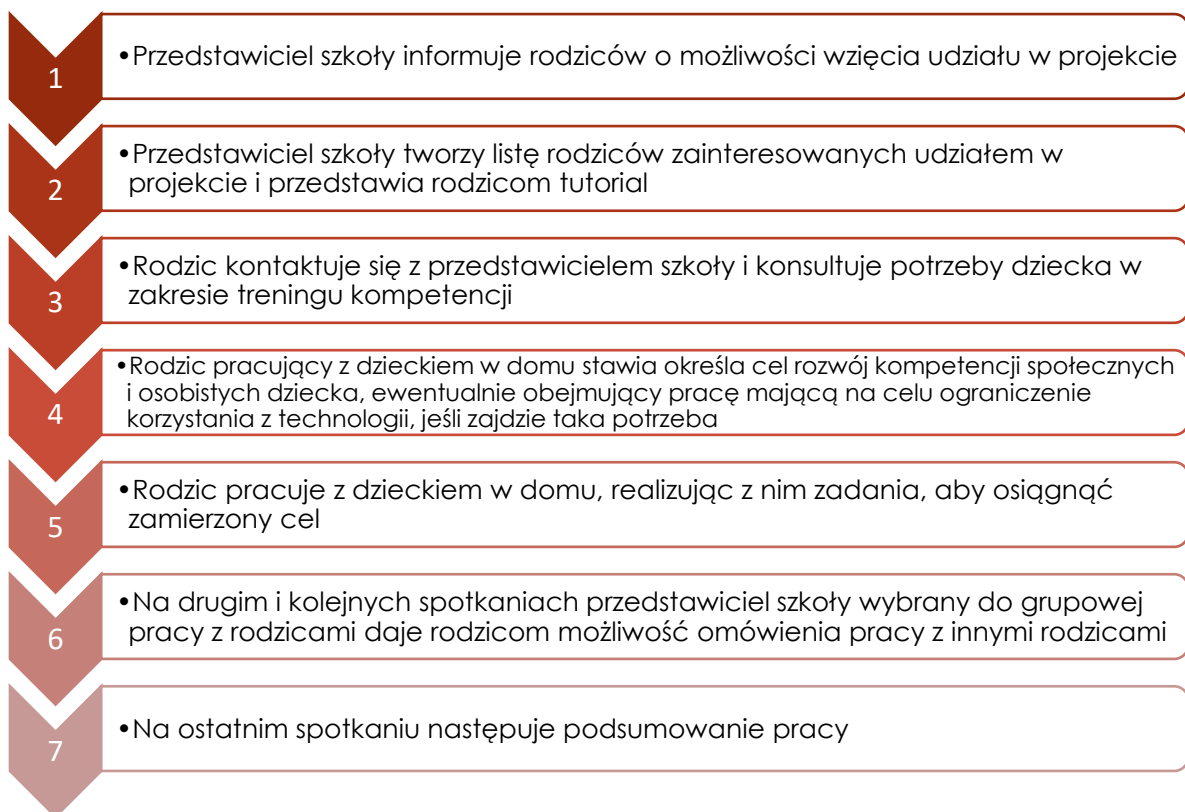 1
•Przedstawiciel szkoły informuje rodziców o możliwości wzięcia udziału w projekcie
2
•Przedstawiciel szkoły tworzy listę rodziców zainteresowanych udziałem w
projekcie i przedstawia rodzicom tutorial
3
•Rodzic kontaktuje się z przedstawicielem szkoły i konsultuje potrzeby dziecka w
zakresie treningu kompetencji
4
•Rodzic pracujący z dzieckiem w domu stawia określa cel rozwój kompetencji społecznych
i osobistych dziecka, ewentualnie obejmujący pracę mającą na celu ograniczenie
korzystania z technologii, jeśli zajdzie taka potrzeba
5
•Rodzic pracuje z dzieckiem w domu, realizując z nim zadania, aby osiągnąć
zamierzony cel
6
•Na drugim i kolejnych spotkaniach przedstawiciel szkoły wybrany do grupowej
pracy z rodzicami daje rodzicom możliwość omówienia pracy z innymi rodzicami
7
•Na ostatnim spotkaniu następuje podsumowanie pracy